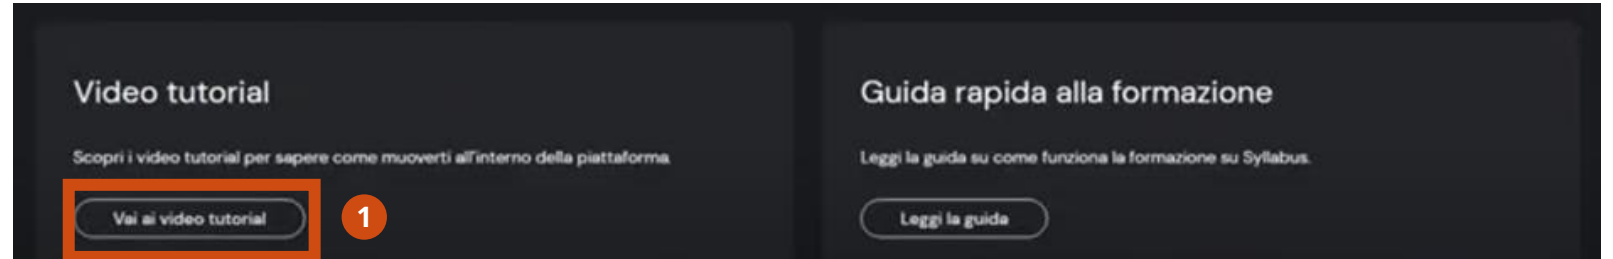 Video tutorial
Scopri i video tutorial per sapere come muoverti all'interno della piattaforma.
Vai ai video tutorial
1
Guida rapida alla formazione
Leggi la guida su come funziona la formazione su Syllabus.
Leggi la guida